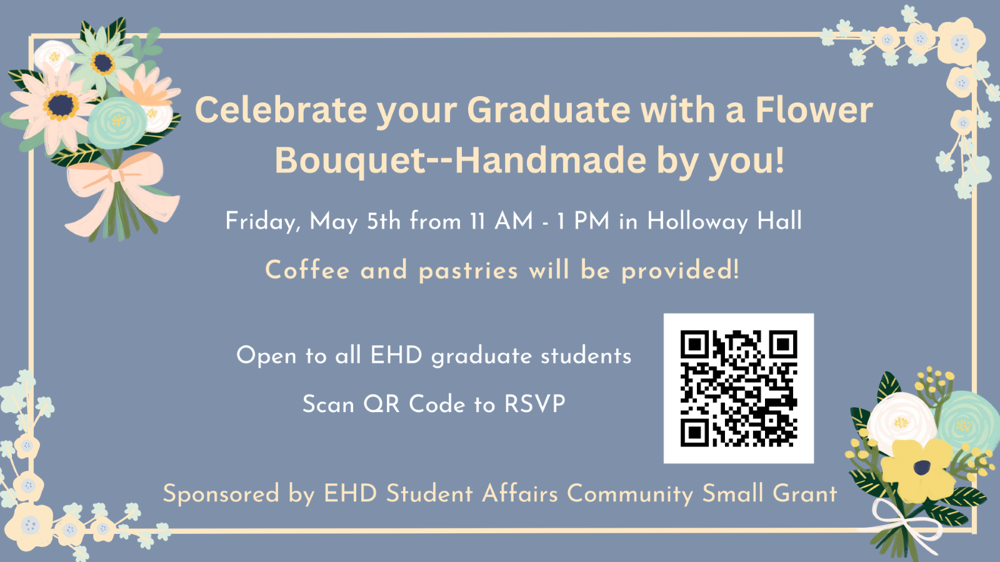 Celebrate your Graduate with a Flower
Bouquet--Handmade by you!
Friday, May 5th from 11 AM - 1 PM in Holloway Hall
Coffee and pastries will be provided!
Open to all EHD graduate students
Scan QR Code to RSVP
Sponsored by EHD Student Affairs Community Small Grant